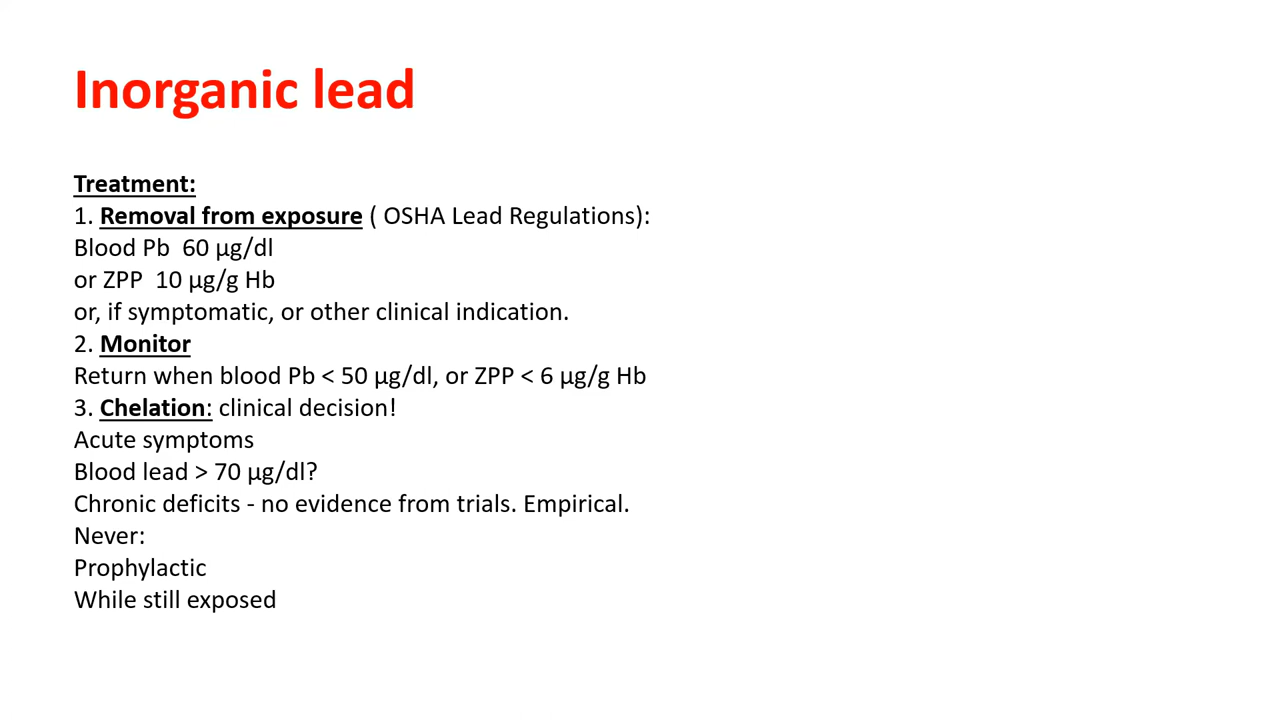 Inorganic lead
Treatment:
1. Removal from exposure ( OSHA Lead Regulations):
Blood Pb  60 µg/dl
or ZPP  10 µg/g Hb
or, if symptomatic, or other clinical indication.
2. Monitor
Return when blood Pb < 50 µg/dl, or ZPP < 6 µg/g Hb
3. Chelation: clinical decision!
Acute symptoms
Blood lead > 70 µg/dl?
Chronic deficits - no evidence from trials. Empirical.
Never:
Prophylactic
While still exposed